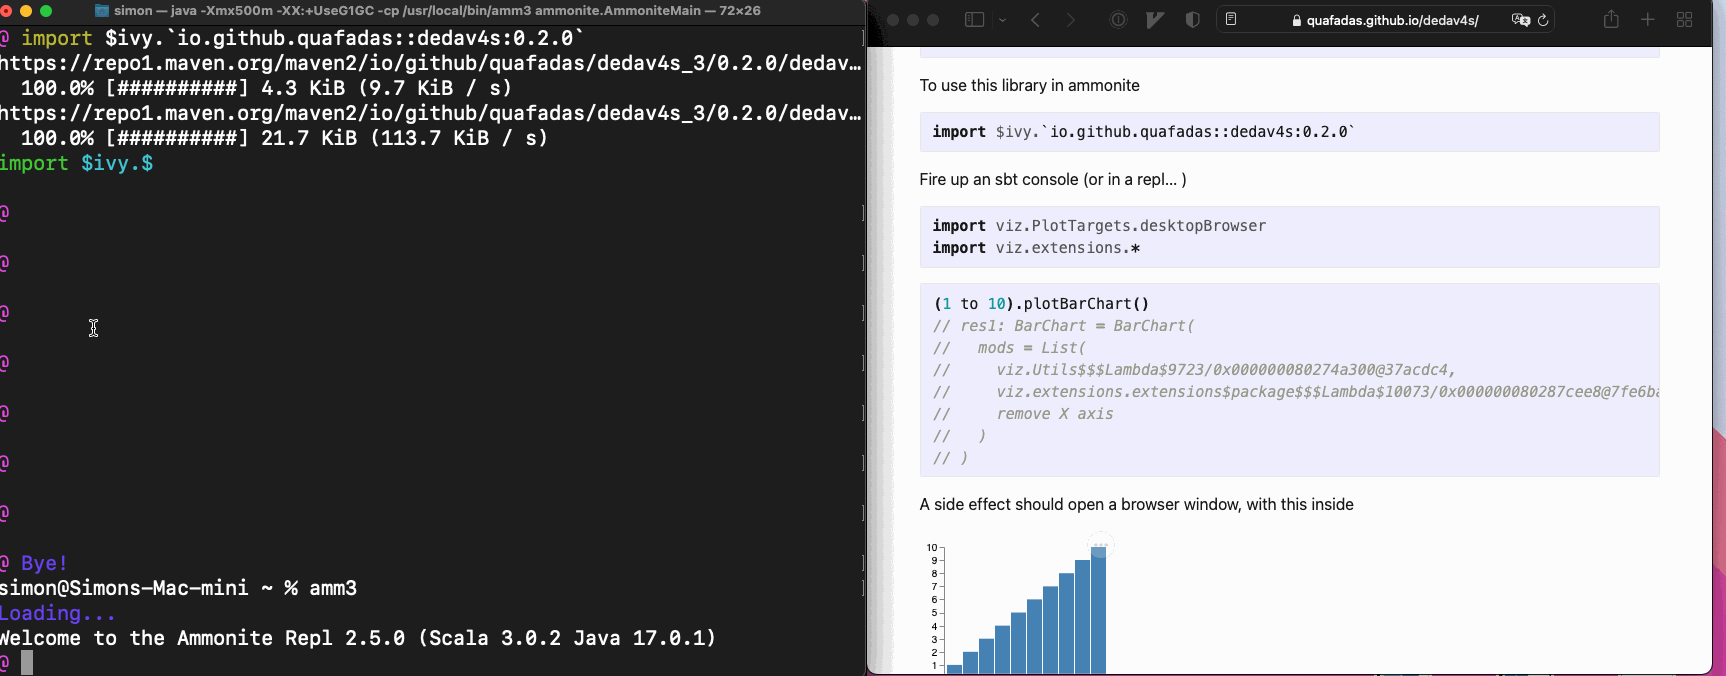 simon — java -Xmx500m -XX:+UseG1GC -cp /usr/local/bin/amm3 ammonite.AmmoniteMain — 72×26
@ import $ivy.`io.github.quafadas::dedav4s:0.2.0`
https://repo1.maven.org/maven2/io/github/quafadas/dedav4s_3/0.2.0/dedav…
100.0% [##########] 4.3 KiB (9.7 KiB / s)
https://repo1.maven.org/maven2/io/github/quafadas/dedav4s_3/0.2.0/dedav…
100.0% [##########] 21.7 KiB (113.7 KiB / s)
import $ivy.$
@
@
@
@
@
@
@
@ Bye!
simon@Simons-Mac-mini ~ % amm3
Loading...
Welcome to the Ammonite Repl 2.5.0 (Scala 3.0.2 Java 17.0.1)
@
quafadas.github.io/dedav4s/
To use this library in ammonite
import $ivy.`io.github.quafadas::dedav4s:0.2.0`
Fire up an sbt console (or in a repl... )
import viz.PlotTargets.desktopBrowser
import viz.extensions.*
(1 to 10).plotBarChart()
// res1: BarChart = BarChart(
//   mods = List(
//     viz.Utils$$$Lambda$9723/0x000000080274a300@37acdc4,
//     viz.extensions.extensions$package$$$Lambda$10073/0x000000080287cee8@7fe6ba
//     remove X axis
//   )
// )
A side effect should open a browser window, with this inside
10
9
8
7
6
5
4
3
2
1